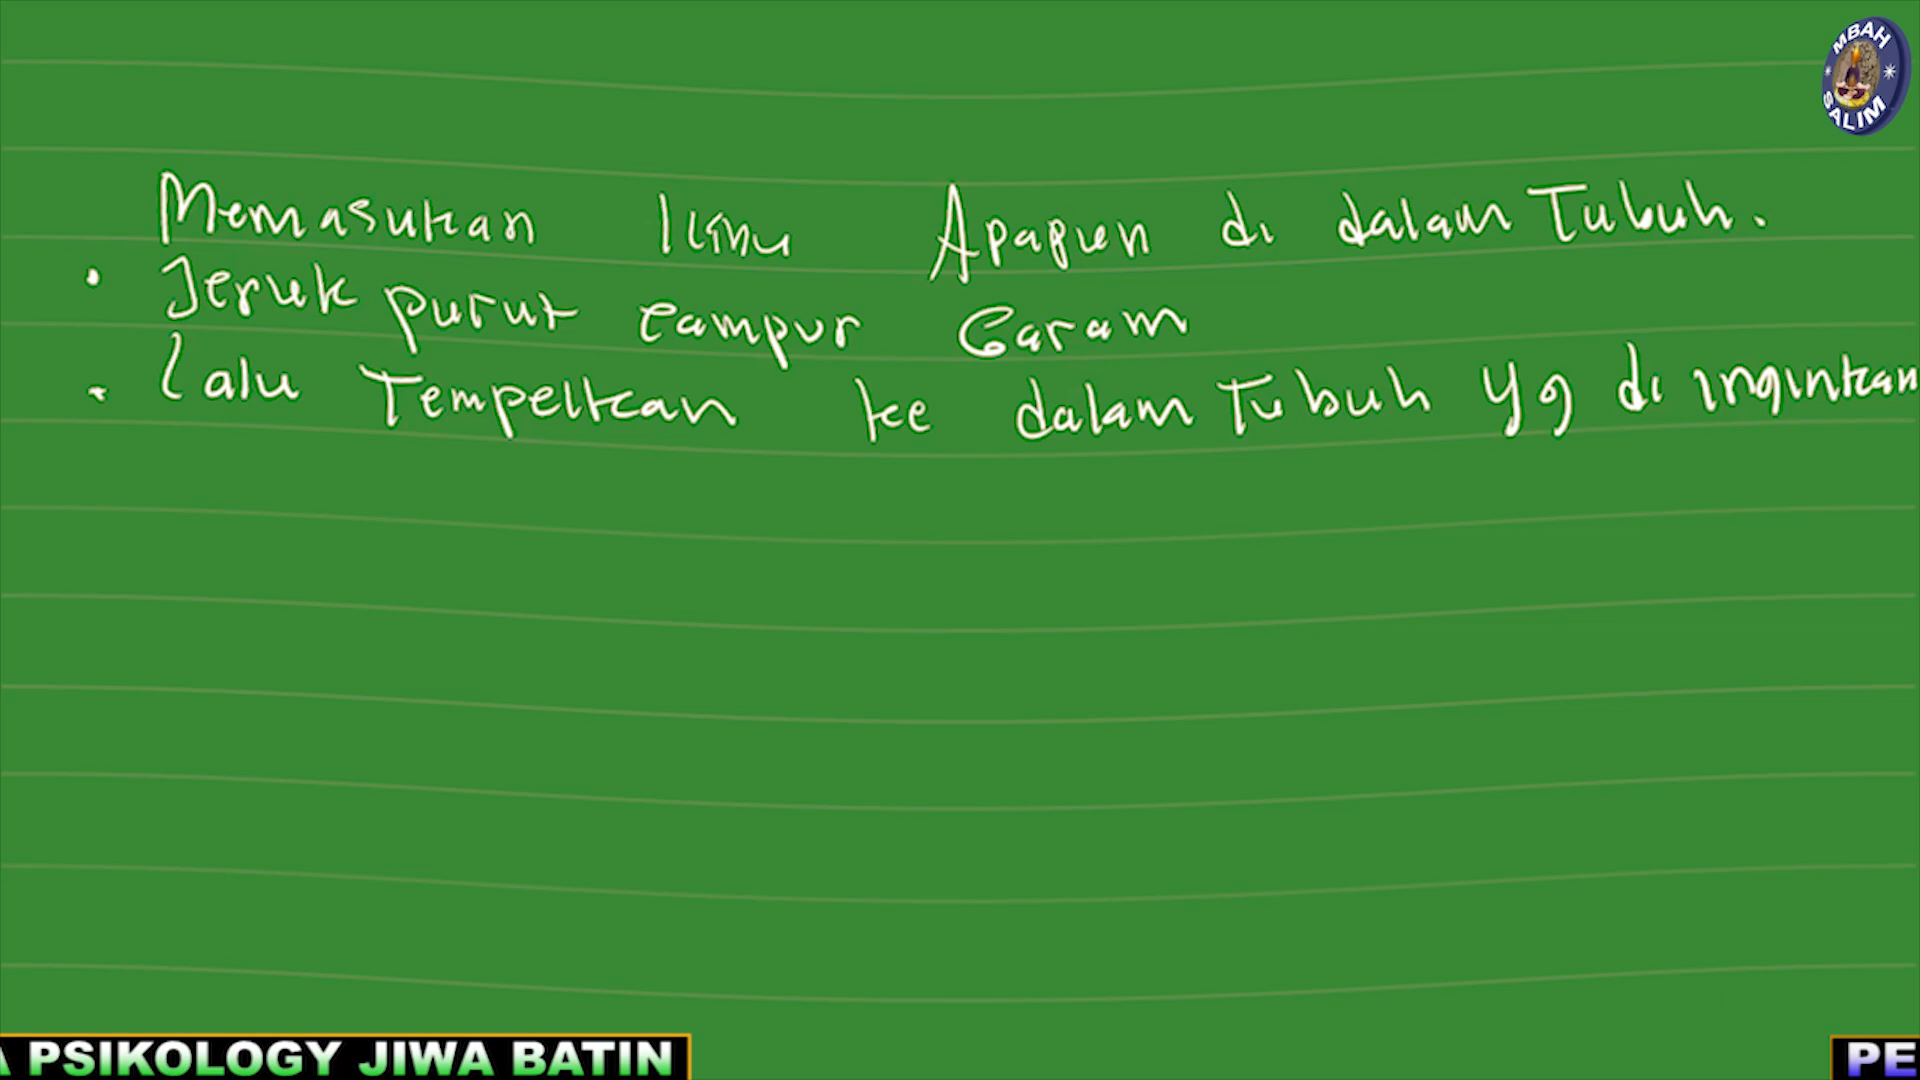 MBAH SALIM
Memasukan Ilmu Apapun di dalam Tubuh.
• Jeruk purut campur Garam
• Lalu Tempelkan ke dalam Tubuh yg di inginkan
A PSIKOLOGY JIWA BATIN
PE